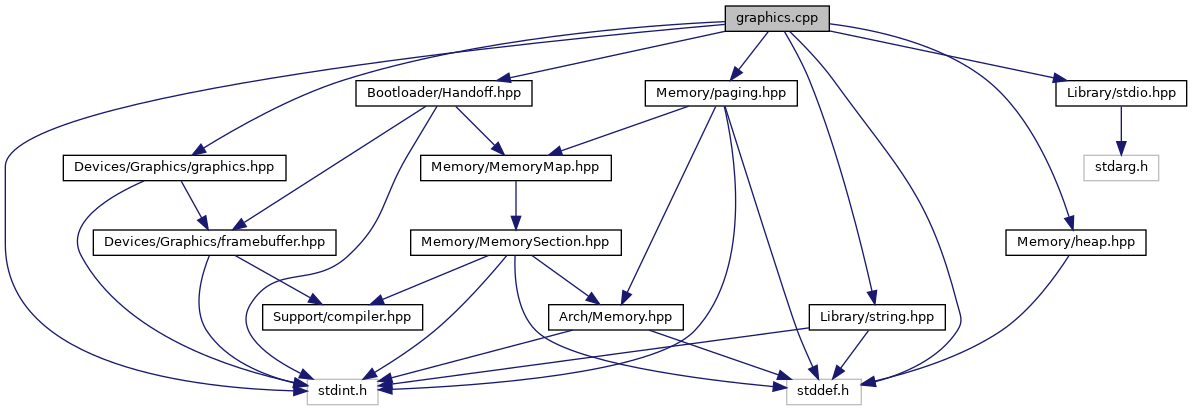 graphics.cpp
Bootloader/Handoff.hpp
Memory/paging.hpp
Library/stdio.hpp
Devices/Graphics/graphics.hpp
Memory/MemoryMap.hpp
stdarg.h
Devices/Graphics/framebuffer.hpp
Memory/MemorySection.hpp
Memory/heap.hpp
Support/compiler.hpp
Arch/Memory.hpp
Library/string.hpp
stdint.h
stddef.h